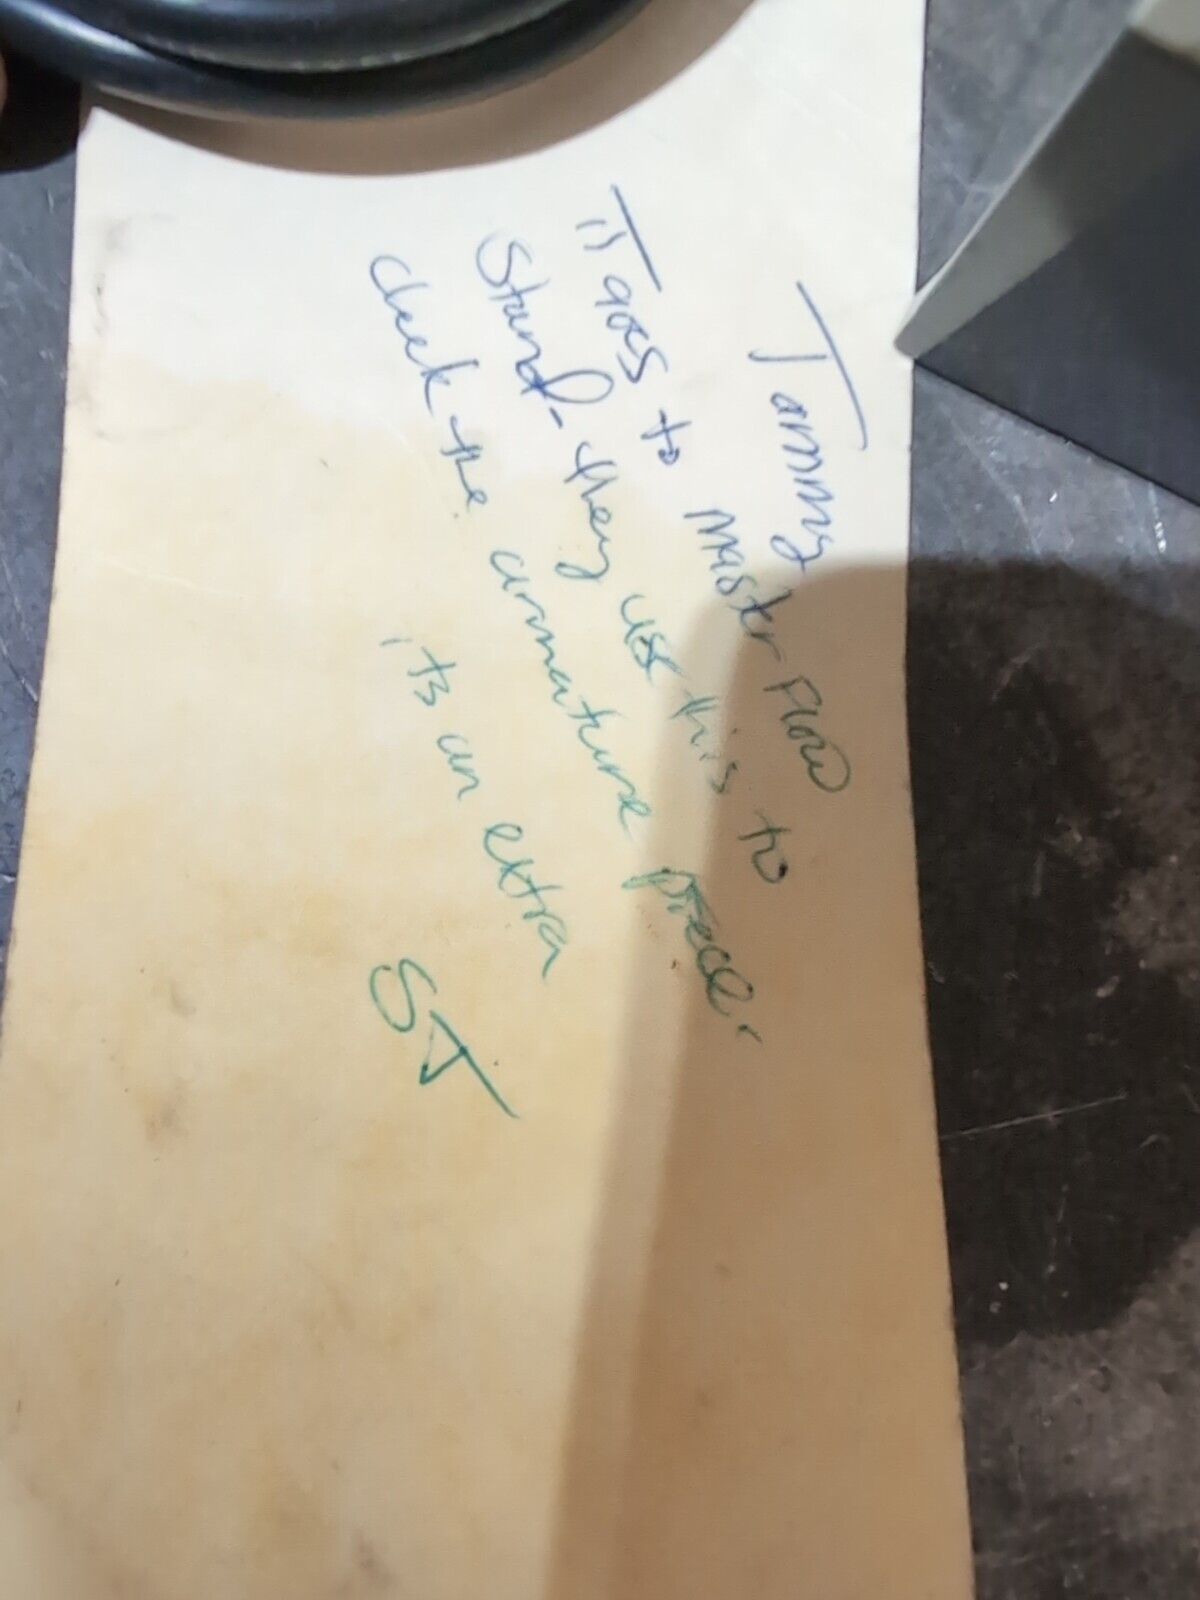 Tammy
IT goes to master Flow
Stand - they use this to
check the armature piece.
its an extra
ST